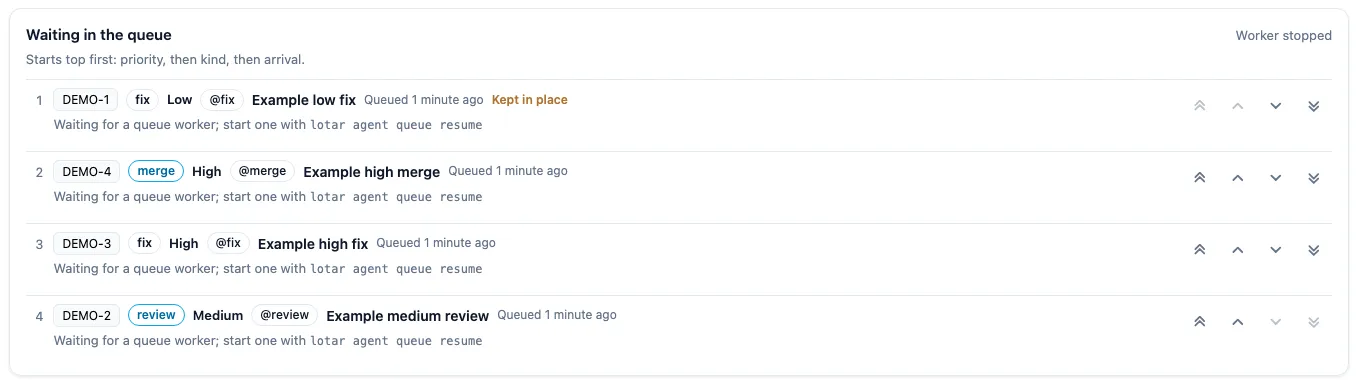 Waiting in the queue Worker stopped
Starts top first: priority, then kind, then arrival.
1 DEMO-1 fix Low @fix Example low fix Queued 1 minute ago Kept in place
Waiting for a queue worker; start one with lotar agent queue resume
2 DEMO-4 merge High @merge Example high merge Queued 1 minute ago
Waiting for a queue worker; start one with lotar agent queue resume
3 DEMO-3 fix High @fix Example high fix Queued 1 minute ago
Waiting for a queue worker; start one with lotar agent queue resume
4 DEMO-2 review Medium @review Example medium review Queued 1 minute ago
Waiting for a queue worker; start one with lotar agent queue resume